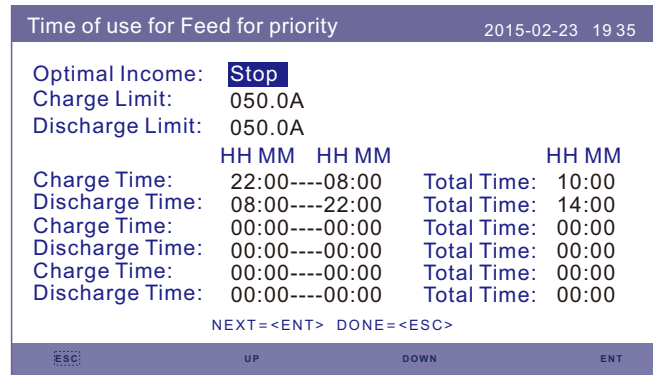 Time of use for Feed for priority 2015-02-23 19 35
Optimal Income: Stop
Charge Limit: 050.0A
Discharge Limit: 050.0A
HH MM HH MM HH MM
Charge Time: 22:00----08:00 Total Time: 10:00
Discharge Time: 08:00----22:00 Total Time: 14:00
Charge Time: 00:00----00:00 Total Time: 00:00
Discharge Time: 00:00----00:00 Total Time: 00:00
Charge Time: 00:00----00:00 Total Time: 00:00
Discharge Time: 00:00----00:00 Total Time: 00:00
NEXT=<ENT> DONE=<ESC>
ESC UP DOWN ENT